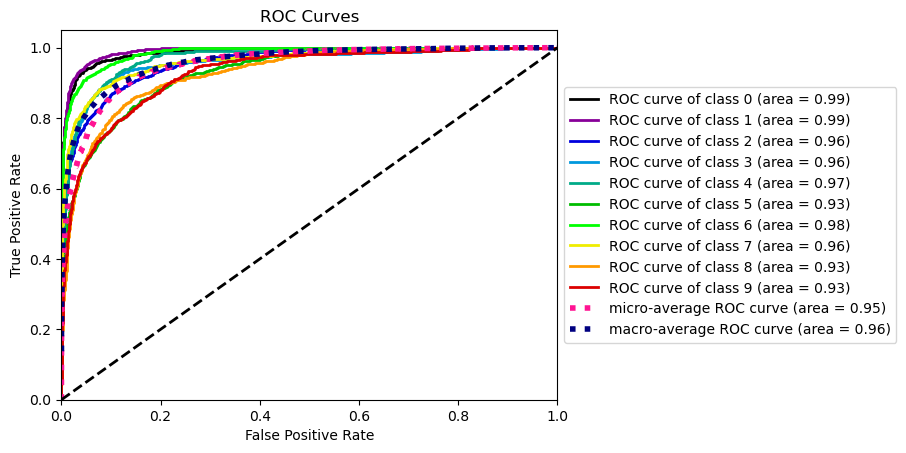 ROC Curves
True Positive Rate
1.0
0.8
0.6
0.4
0.2
0.0
0.0 0.2 0.4 0.6 0.8 1.0
False Positive Rate
ROC curve of class 0 (area = 0.99)
ROC curve of class 1 (area = 0.99)
ROC curve of class 2 (area = 0.96)
ROC curve of class 3 (area = 0.96)
ROC curve of class 4 (area = 0.97)
ROC curve of class 5 (area = 0.93)
ROC curve of class 6 (area = 0.98)
ROC curve of class 7 (area = 0.96)
ROC curve of class 8 (area = 0.93)
ROC curve of class 9 (area = 0.93)
micro-average ROC curve (area = 0.95)
macro-average ROC curve (area = 0.96)